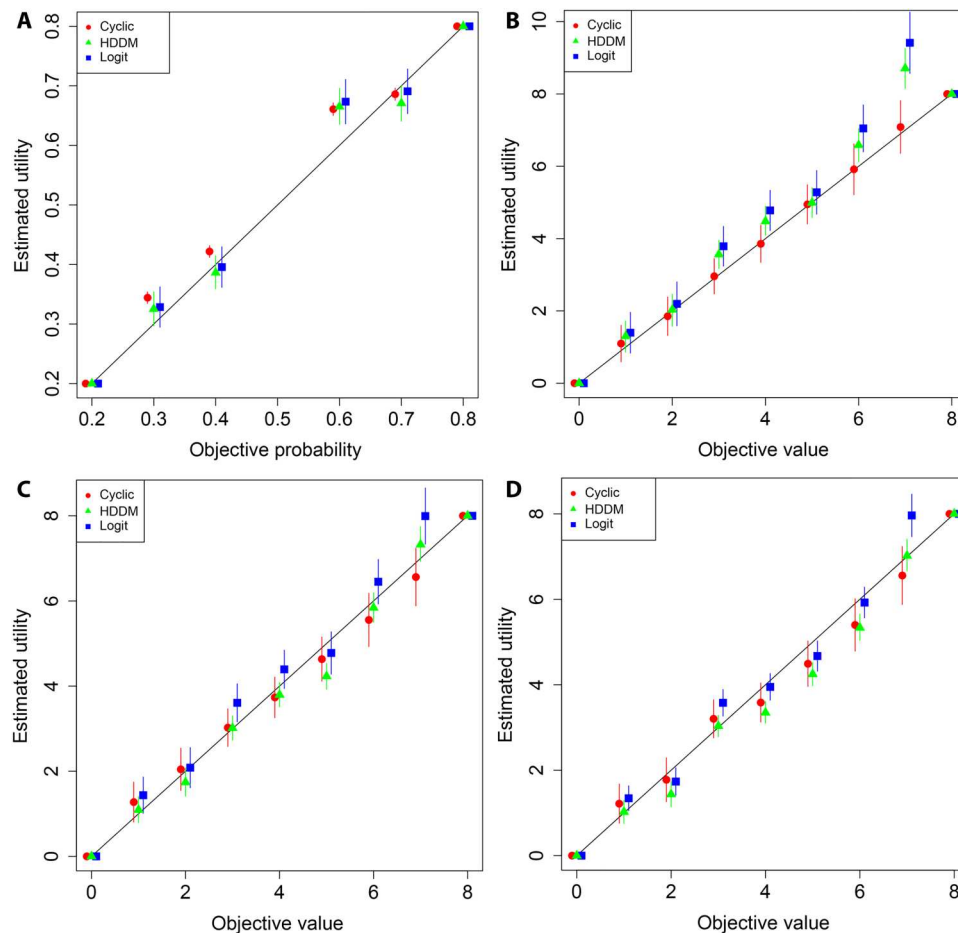 A
Cyclic
HDDM
Logit
Estimated utility
0.8
0.7
0.6
0.5
0.4
0.3
0.2
0.2 0.3 0.4 0.5 0.6 0.7 0.8
Objective probability
B
Cyclic
HDDM
Logit
Estimated utility
10
8
6
4
2
0
0 2 4 6 8
Objective value
C
Cyclic
HDDM
Logit
Estimated utility
8
6
4
2
0
0 2 4 6 8
Objective value
D
Cyclic
HDDM
Logit
Estimated utility
8
6
4
2
0
0 2 4 6 8
Objective value